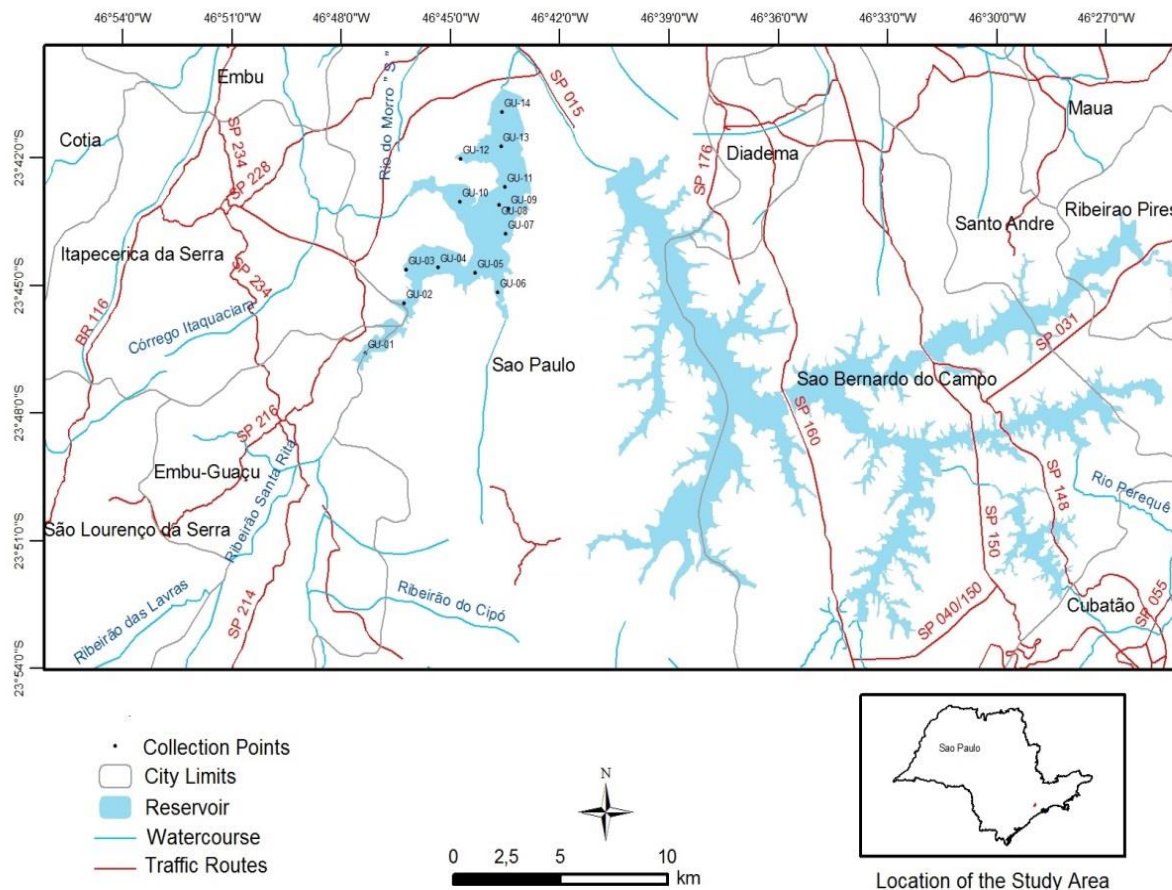 46°54'0"W
46°51'0"W
46°48'0"W
46°45'0"W
46°42'0"W
46°39'0"W
46°36'0"W
46°33'0"W
46°30'0"W
46°27'0"W
23°42'0"S
23°45'0"S
23°48'0"S
23°51'0"S
23°54'0"S
Embu
Cotia
SP 234
SP 228
Rio do Morro " S "
SP 015
GU-14
GU-13
GU-12
GU-11
GU-10
GU-09
GU-08
GU-07
SP 176
Diadema
Maua
Santo Andre
Ribeirao Pires
Itapecerica da Serra
SP 234
GU-03
GU-04
GU-05
GU-06
GU-02
GU-01
BR 116
Córrego Itaquaciara
Sao Paulo
Sao Bernardo do Campo
SP 031
SP 160
SP 216
Embu-Guaçu
Ribeirão Santa Rita
São Lourenço da Serra
SP 148
SP 150
Rio Perequê
Ribeirão das Lavras
SP 214
Ribeirão do Cipó
SP 040/150
Cubatão
SP 055
Collection Points
City Limits
Reservoir
Watercourse
Traffic Routes
N
0 2,5 5 10
km
Sao Paulo
Location of the Study Area